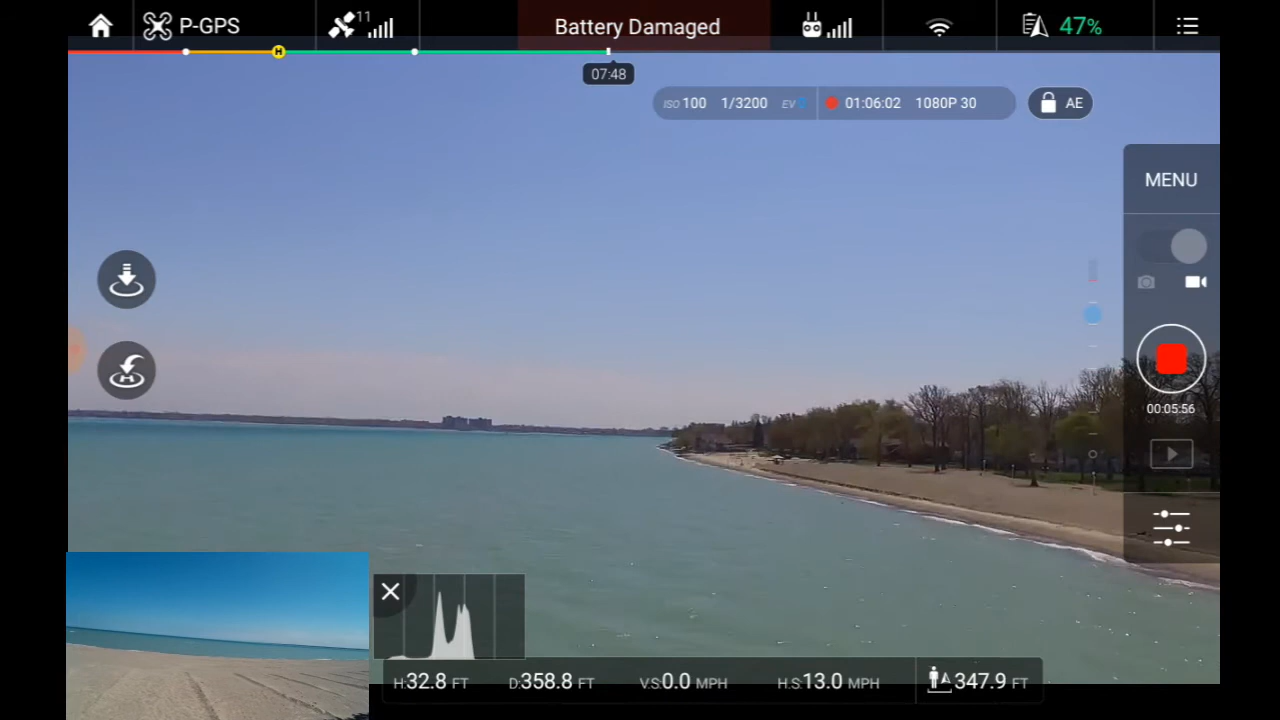 P-GPS 11 Battery Damaged 47%
H
07:48
ISO 100 1/3200 EV 01:06:02 1080P 30 AE
MENU
H
00:05:56
H:32.8 FT D:358.8 FT V.S:0.0 MPH H.S:13.0 MPH 347.9 FT